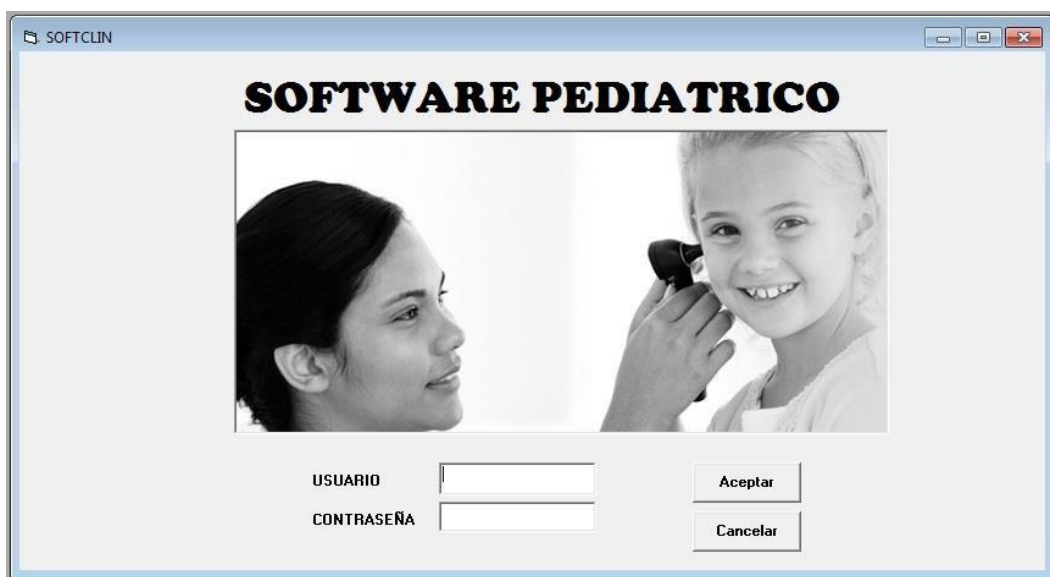 SOFTCLIN
SOFTWARE PEDIATRICO
USUARIO
Aceptar
CONTRASEÑA
Cancelar